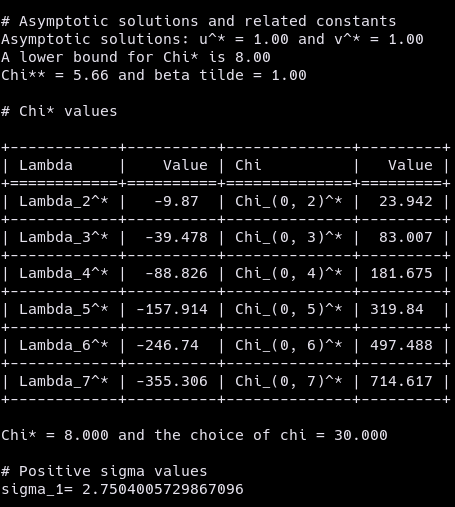 # Asymptotic solutions and related constants
Asymptotic solutions: u^* = 1.00 and v^* = 1.00
A lower bound for Chi* is 8.00
Chi** = 5.66 and beta tilde = 1.00

# Chi* values

+------------+----------+--------------+---------+
| Lambda     |    Value | Chi          |   Value |
+============+==========+==============+=========+
| Lambda_2^* |   -9.87  | Chi_(0, 2)^* |  23.942 |
+------------+----------+--------------+---------+
| Lambda_3^* |  -39.478 | Chi_(0, 3)^* |  83.007 |
+------------+----------+--------------+---------+
| Lambda_4^* |  -88.826 | Chi_(0, 4)^* | 181.675 |
+------------+----------+--------------+---------+
| Lambda_5^* | -157.914 | Chi_(0, 5)^* | 319.84  |
+------------+----------+--------------+---------+
| Lambda_6^* | -246.74  | Chi_(0, 6)^* | 497.488 |
+------------+----------+--------------+---------+
| Lambda_7^* | -355.306 | Chi_(0, 7)^* | 714.617 |
+------------+----------+--------------+---------+

Chi* = 8.000 and the choice of chi = 30.000

# Positive sigma values
sigma_1= 2.7504005729867096